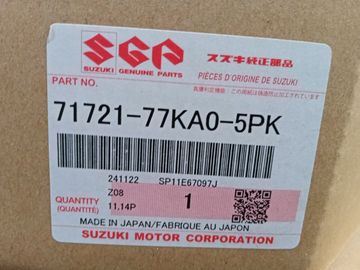 SGP
スズキ純正部品
SUZUKI GENUINE PARTS
PIÈCES D'ORIGINE DE SUZUKI
PART NO.
71721-77KA0-5PK
241122 SP11E67097J
Z08
QUANTITY
(QUANTITÉ)
11,14P
1
MADE IN JAPAN/FABRIQUE AU JAPON
SUZUKI MOTOR CORPORATION